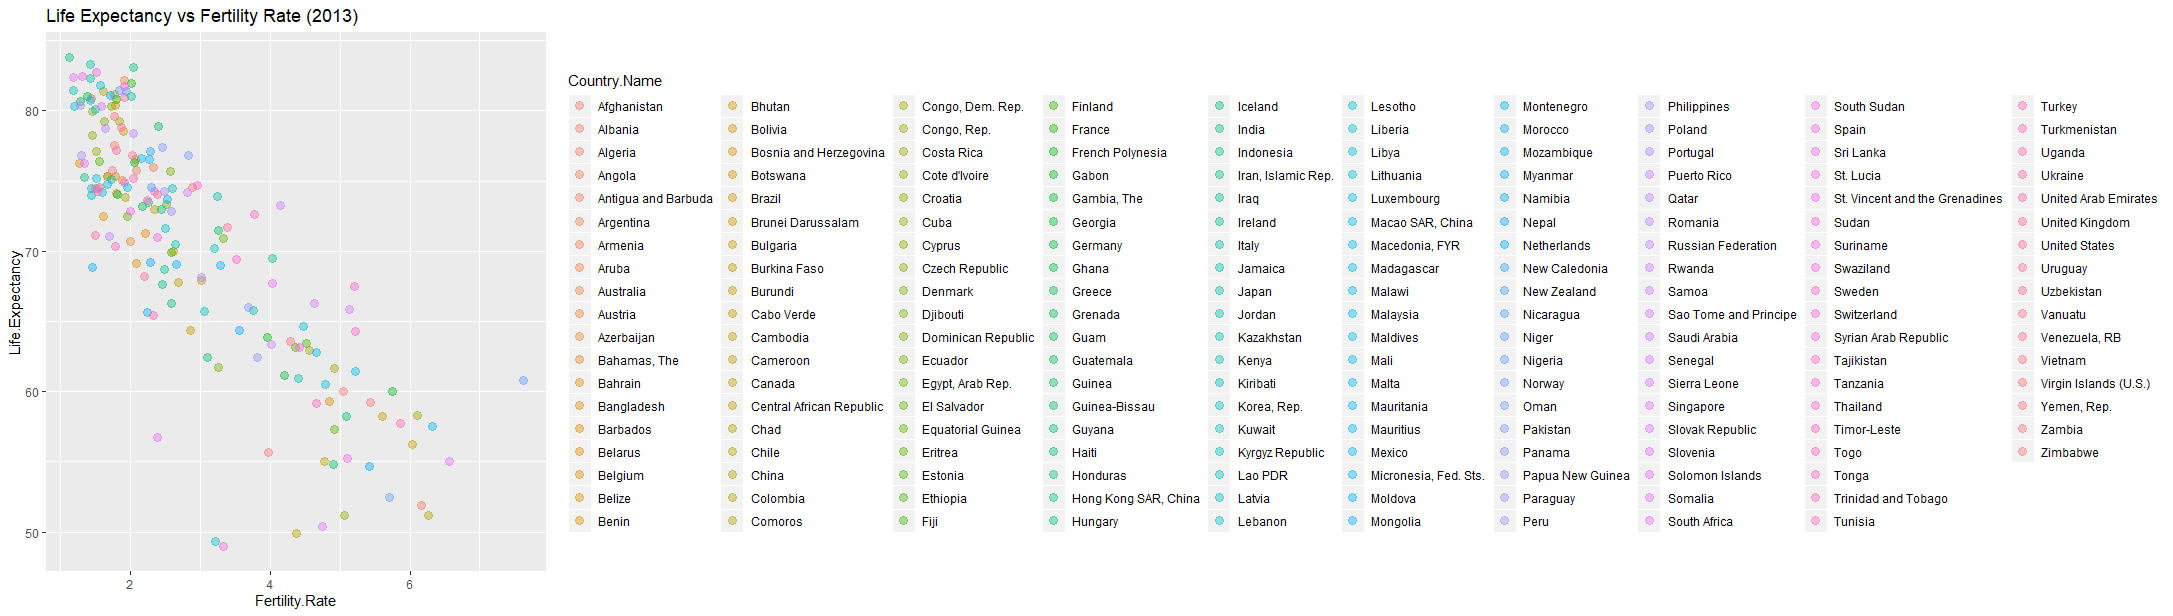 Life Expectancy vs Fertility Rate (2013)
Life.Expectancy
80
70
60
50
2
4
6
Fertility.Rate
Country.Name
Afghanistan
Albania
Algeria
Angola
Antigua and Barbuda
Argentina
Armenia
Aruba
Australia
Austria
Azerbaijan
Bahamas, The
Bahrain
Bangladesh
Barbados
Belarus
Belgium
Belize
Benin
Bhutan
Bolivia
Bosnia and Herzegovina
Botswana
Brazil
Brunei Darussalam
Bulgaria
Burkina Faso
Burundi
Cabo Verde
Cambodia
Cameroon
Canada
Central African Republic
Chad
Chile
China
Colombia
Comoros
Congo, Dem. Rep.
Congo, Rep.
Costa Rica
Cote d'Ivoire
Croatia
Cuba
Cyprus
Czech Republic
Denmark
Djibouti
Dominican Republic
Ecuador
Egypt, Arab Rep.
El Salvador
Equatorial Guinea
Eritrea
Estonia
Ethiopia
Fiji
Finland
France
French Polynesia
Gabon
Gambia, The
Georgia
Germany
Ghana
Greece
Grenada
Guam
Guatemala
Guinea
Guinea-Bissau
Guyana
Haiti
Honduras
Hong Kong SAR, China
Hungary
Iceland
India
Indonesia
Iran, Islamic Rep.
Iraq
Ireland
Italy
Jamaica
Japan
Jordan
Kazakhstan
Kenya
Kiribati
Korea, Rep.
Kuwait
Kyrgyz Republic
Lao PDR
Latvia
Lebanon
Lesotho
Liberia
Libya
Lithuania
Luxembourg
Macao SAR, China
Macedonia, FYR
Madagascar
Malawi
Malaysia
Maldives
Mali
Malta
Mauritania
Mauritius
Mexico
Micronesia, Fed. Sts.
Moldova
Mongolia
Montenegro
Morocco
Mozambique
Myanmar
Namibia
Nepal
Netherlands
New Caledonia
New Zealand
Nicaragua
Niger
Nigeria
Norway
Oman
Pakistan
Panama
Papua New Guinea
Paraguay
Peru
Philippines
Poland
Portugal
Puerto Rico
Qatar
Romania
Russian Federation
Rwanda
Samoa
Sao Tome and Principe
Saudi Arabia
Senegal
Sierra Leone
Singapore
Slovak Republic
Slovenia
Solomon Islands
Somalia
South Africa
South Sudan
Spain
Sri Lanka
St. Lucia
St. Vincent and the Grenadines
Sudan
Suriname
Swaziland
Sweden
Switzerland
Syrian Arab Republic
Tajikistan
Tanzania
Thailand
Timor-Leste
Togo
Tonga
Trinidad and Tobago
Tunisia
Turkey
Turkmenistan
Uganda
Ukraine
United Arab Emirates
United Kingdom
United States
Uruguay
Uzbekistan
Vanuatu
Venezuela, RB
Vietnam
Virgin Islands (U.S.)
Yemen, Rep.
Zambia
Zimbabwe